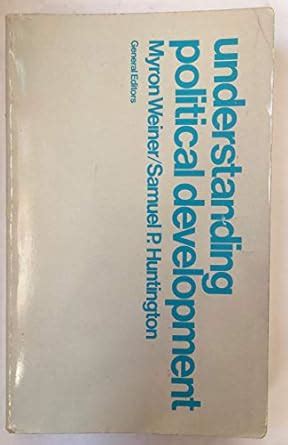 understanding
political development
Myron Weiner/Samuel P. Huntington
General Editors